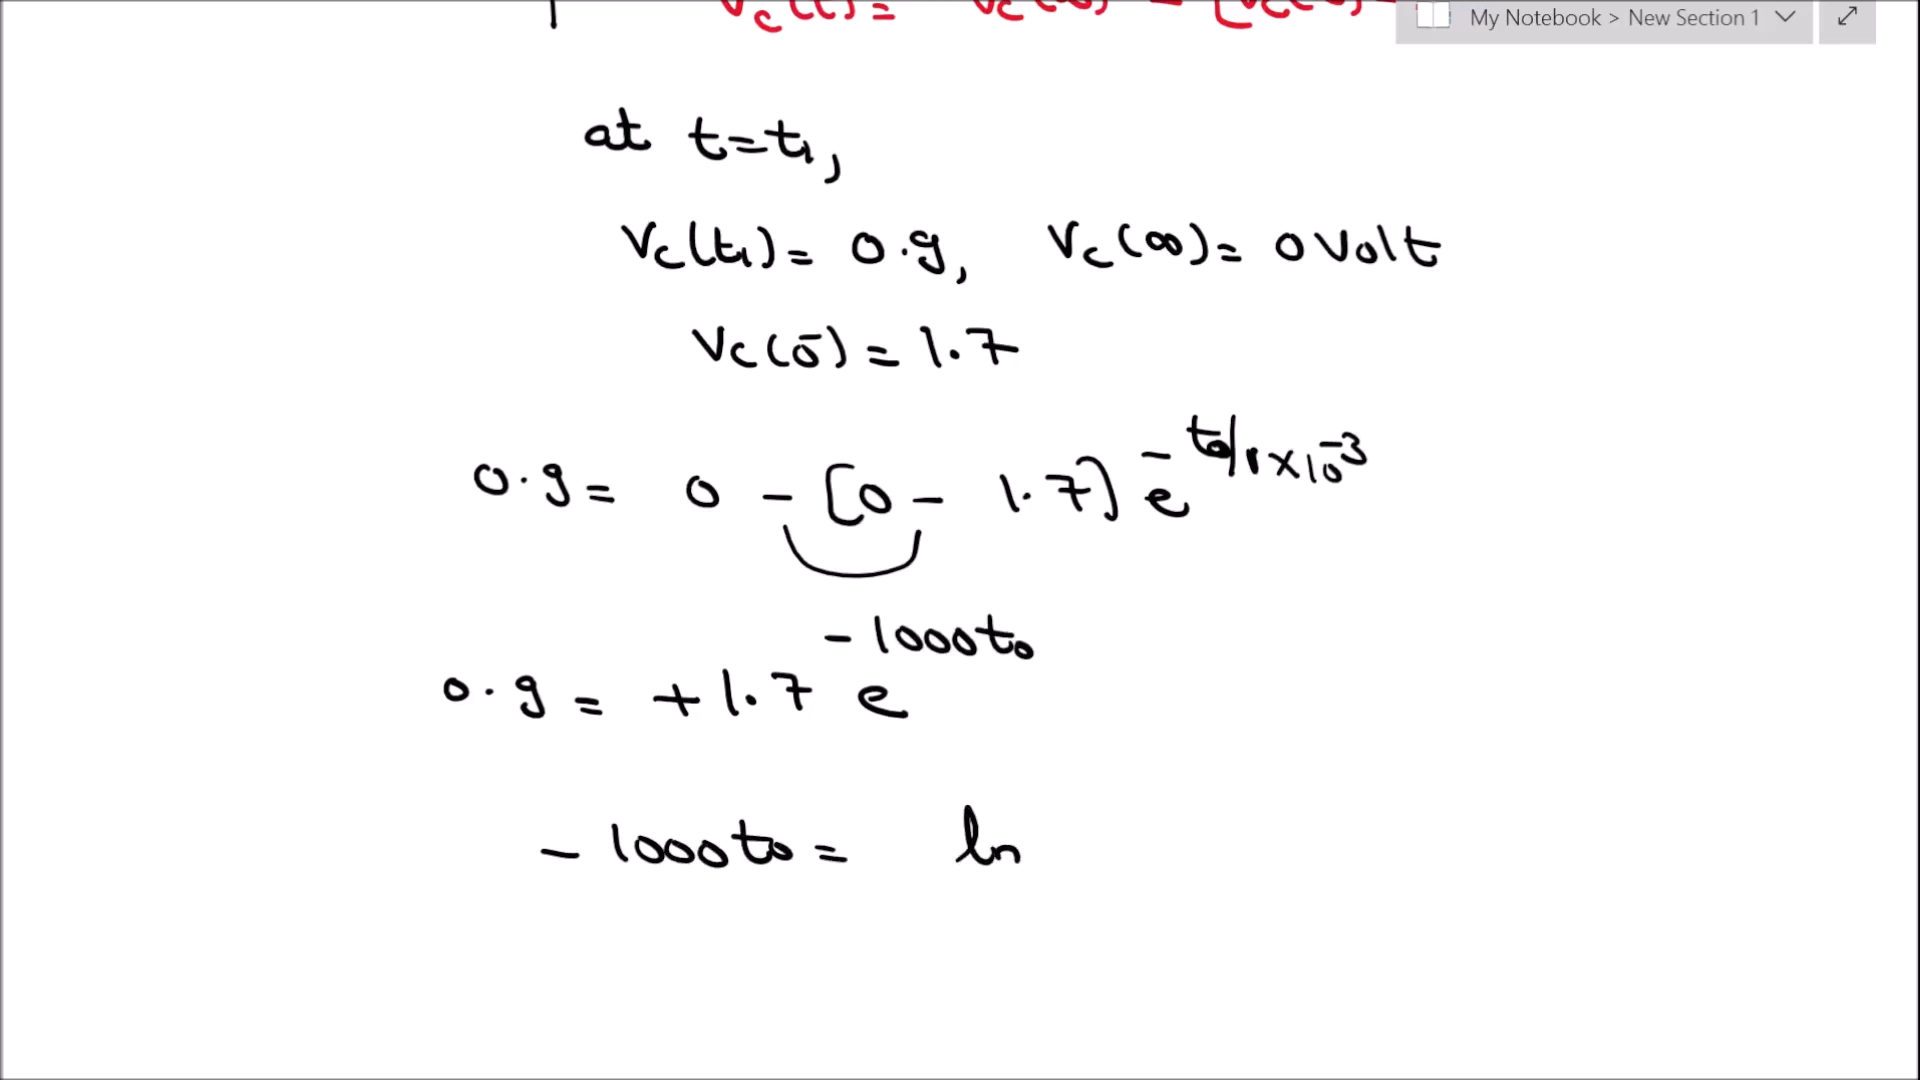 Vc(t) =
My Notebook > New Section 1
at t=t1,
Vc(t1) = 0.9, Vc(∞) = 0 Volt
Vc(0⁻) = 1.7
0.9 = 0 - [0 - 1.7] e^(-t0/1×10⁻³)
0.9 = +1.7 e^(-1000t0)
- 1000t0 = ln